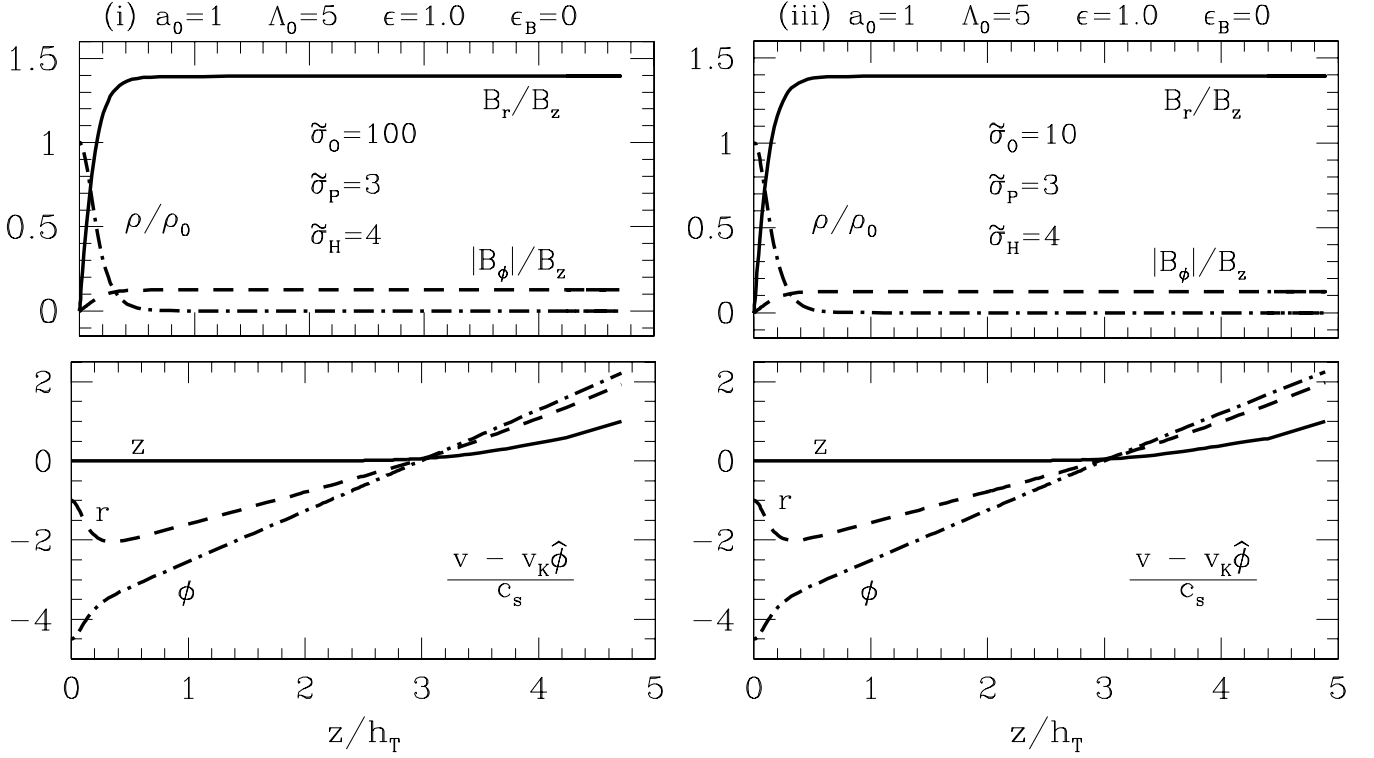 (i) a₀=1 Λ₀=5 ϵ=1.0 ϵ_B=0
1.5
1
0.5
0
B_r/B_z
σ̃_O=100
σ̃_P=3
σ̃_H=4
ρ/ρ₀
|B_ϕ|/B_z
2
0
−2
−4
z
r
ϕ
v − v_K ϕ̂
c_s
0 1 2 3 4 5
z/h_T
(iii) a₀=1 Λ₀=5 ϵ=1.0 ϵ_B=0
1.5
1
0.5
0
B_r/B_z
σ̃_O=10
σ̃_P=3
σ̃_H=4
ρ/ρ₀
|B_ϕ|/B_z
2
0
−2
−4
z
r
ϕ
v − v_K ϕ̂
c_s
0 1 2 3 4 5
z/h_T